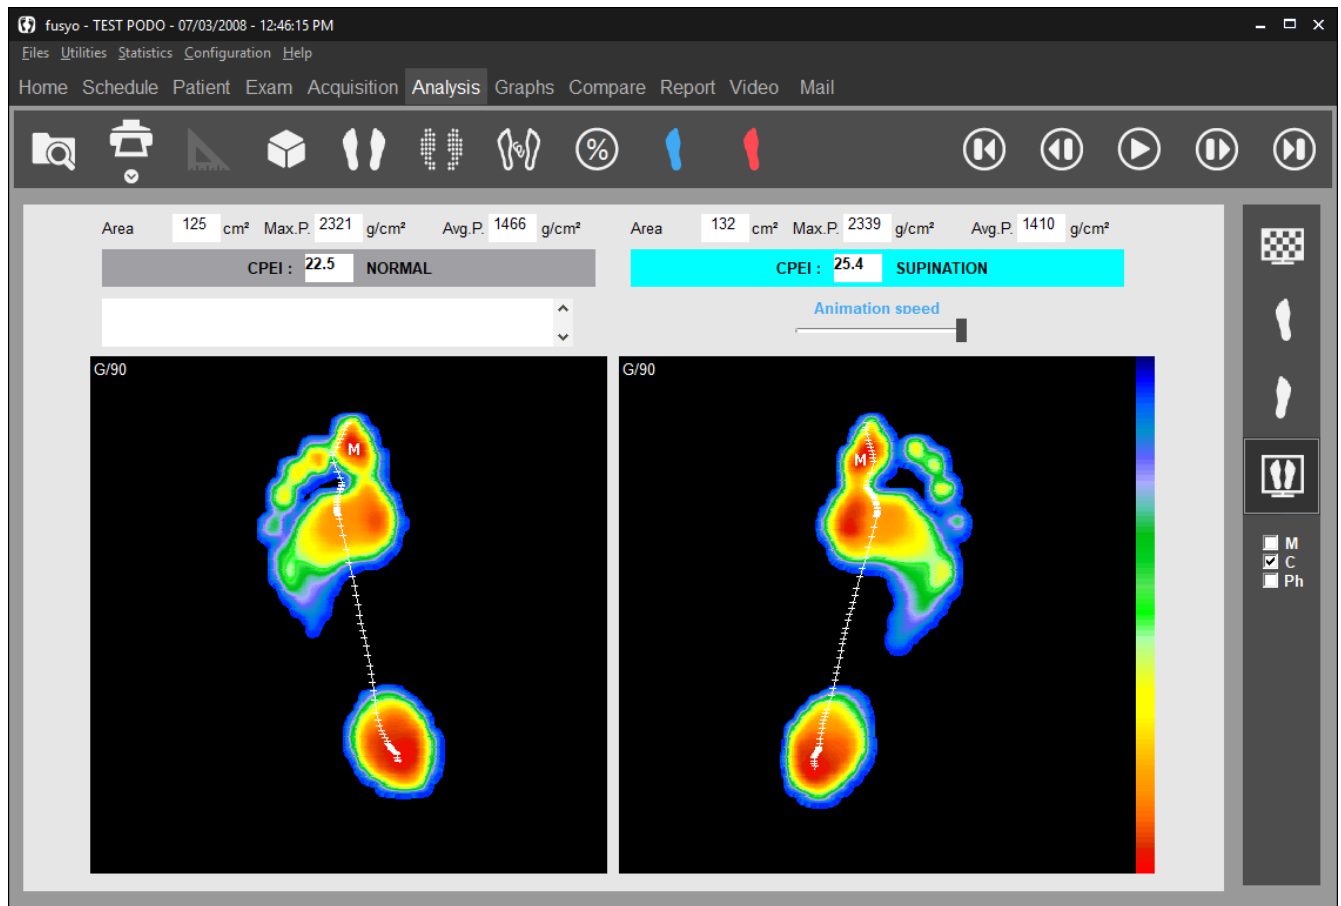 fusyo - TEST PODO - 07/03/2008 - 12:46:15 PM
Files Utilities Statistics Configuration Help
Home Schedule Patient Exam Acquisition Analysis Graphs Compare Report Video Mail
%
Area 125 cm² Max.P. 2321 g/cm² Avg.P. 1466 g/cm² Area 132 cm² Max.P. 2339 g/cm² Avg.P. 1410 g/cm²
CPEI : 22.5 NORMAL CPEI : 25.4 SUPINATION
Animation speed
G/90 G/90
M M
M
C
Ph